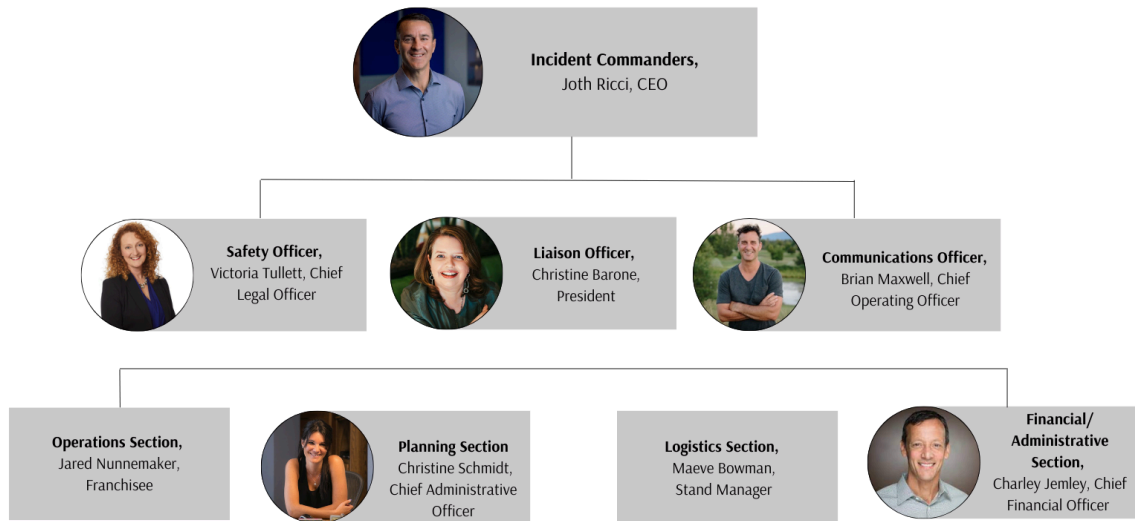 Incident Commanders,
Joth Ricci, CEO
Safety Officer,
Victoria Tullett, Chief
Legal Officer
Liaison Officer,
Christine Barone,
President
Communications Officer,
Brian Maxwell, Chief
Operating Officer
Operations Section,
Jared Nunnemaker,
Franchisee
Planning Section
Christine Schmidt,
Chief Administrative
Officer
Logistics Section,
Maeve Bowman,
Stand Manager
Financial/
Administrative
Section,
Charley Jemley, Chief
Financial Officer